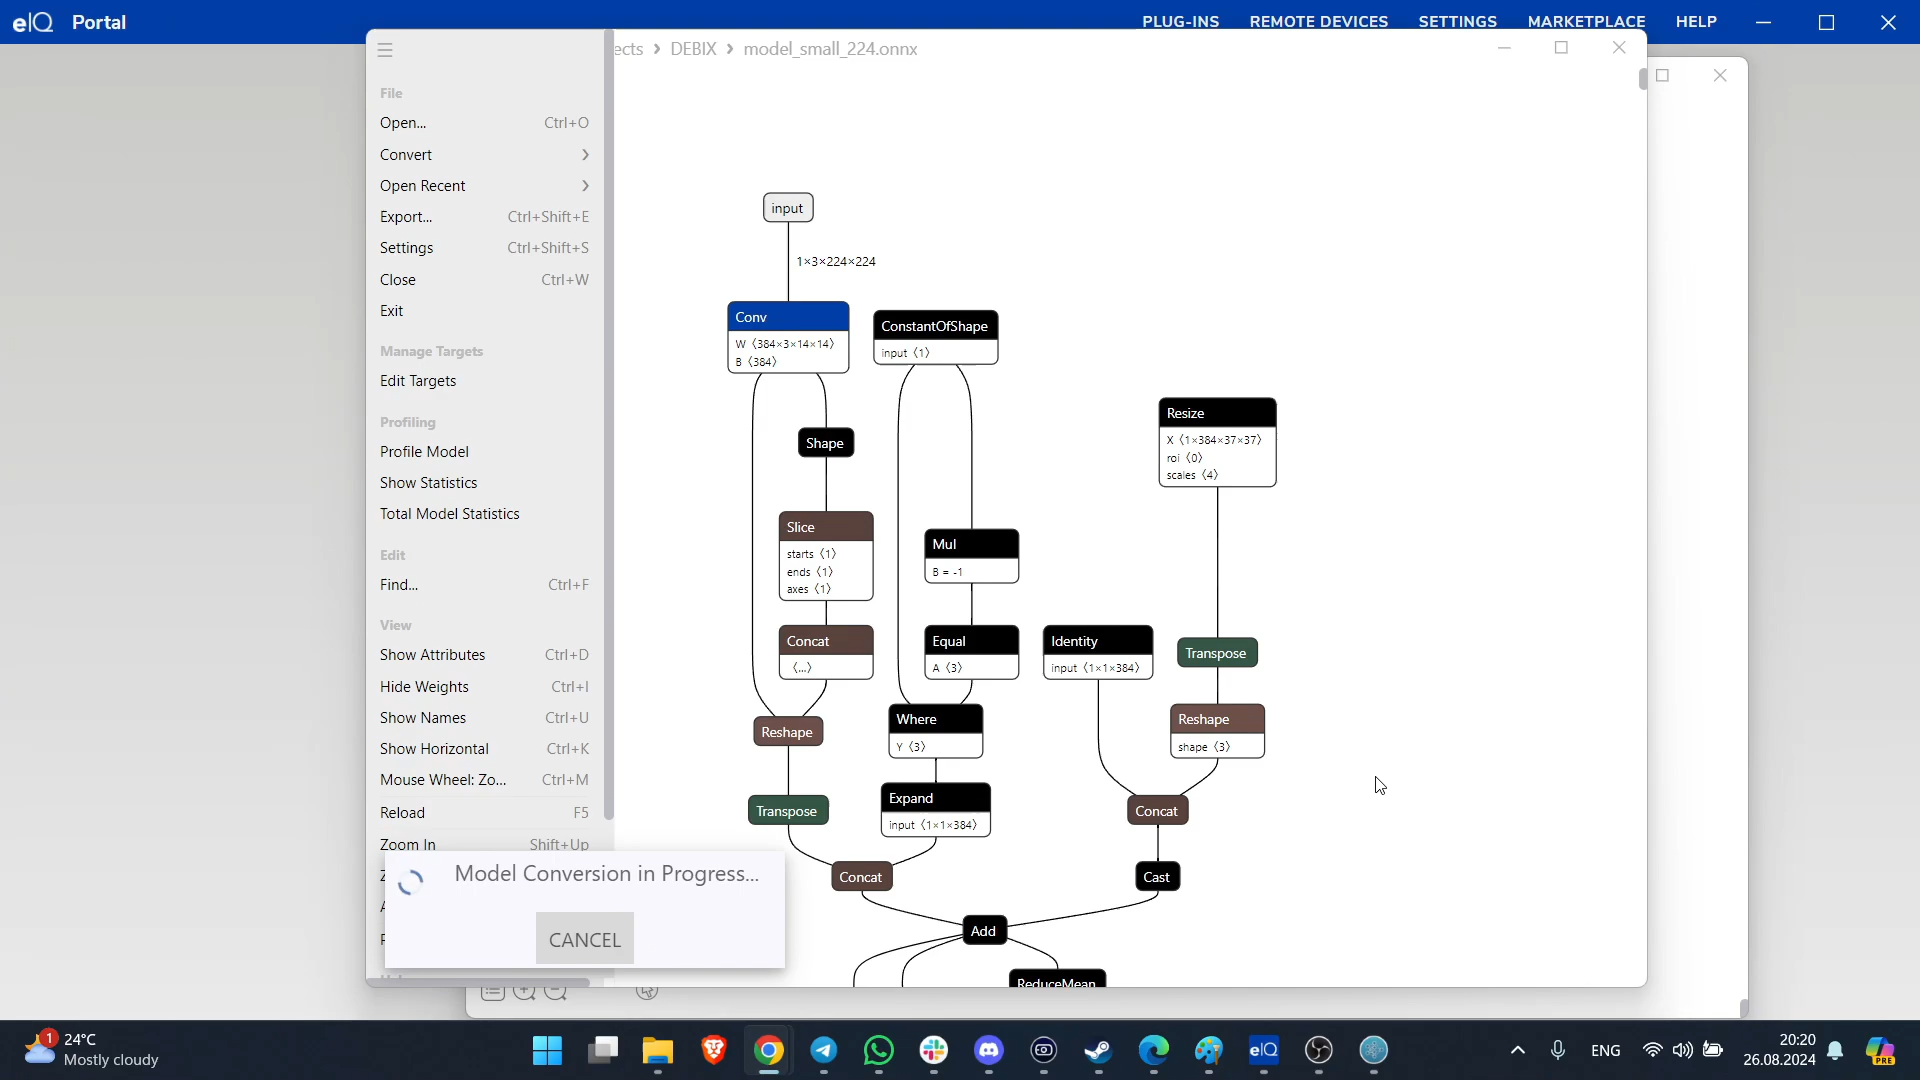 eIQ Portal
PLUG-INS REMOTE DEVICES SETTINGS MARKETPLACE HELP
ects › DEBIX › model_small_224.onnx
File
Open... Ctrl+O
Convert
Open Recent
Export... Ctrl+Shift+E
Settings Ctrl+Shift+S
Close Ctrl+W
Exit
Manage Targets
Edit Targets
Profiling
Profile Model
Show Statistics
Total Model Statistics
Edit
Find... Ctrl+F
View
Show Attributes Ctrl+D
Hide Weights Ctrl+I
Show Names Ctrl+U
Show Horizontal Ctrl+K
Mouse Wheel: Zo... Ctrl+M
Reload F5
Zoom In Shift+Up
Model Conversion in Progress...
CANCEL
input
1×3×224×224
Conv
W ⟨384×3×14×14⟩
B ⟨384⟩
ConstantOfShape
input ⟨1⟩
Resize
X ⟨1×384×37×37⟩
roi ⟨0⟩
scales ⟨4⟩
Shape
Slice
starts ⟨1⟩
ends ⟨1⟩
axes ⟨1⟩
Mul
B = -1
Concat
⟨...⟩
Equal
A ⟨3⟩
Identity
input ⟨1×1×384⟩
Transpose
Reshape
Where
Y ⟨3⟩
Reshape
shape ⟨3⟩
Transpose
Expand
input ⟨1×1×384⟩
Concat
Concat
Cast
Add
ReduceMean
1
24°C
Mostly cloudy
eIQ
ENG
20:20
26.08.2024
PRE